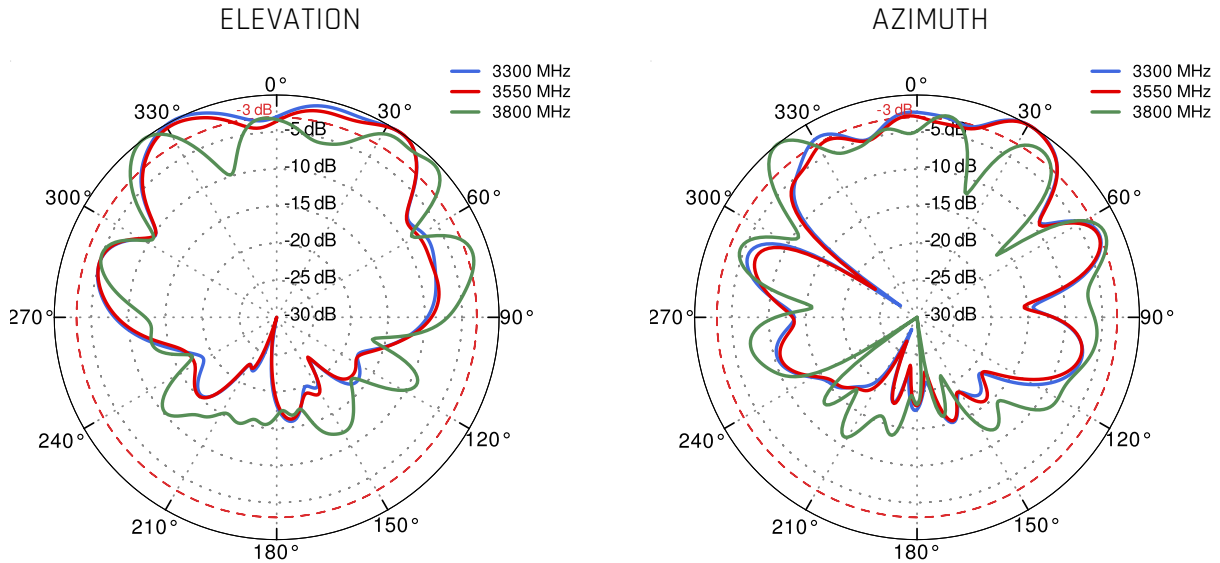 ELEVATION
3300 MHz
3550 MHz
3800 MHz
0°
330°
-3 dB
30°
-5 dB
-10 dB
300°
60°
-15 dB
-20 dB
-25 dB
270°
-30 dB
90°
240°
120°
210°
150°
180°
AZIMUTH
3300 MHz
3550 MHz
3800 MHz
0°
330°
-3 dB
30°
-5 dB
-10 dB
300°
60°
-15 dB
-20 dB
-25 dB
270°
-30 dB
90°
240°
120°
210°
150°
180°